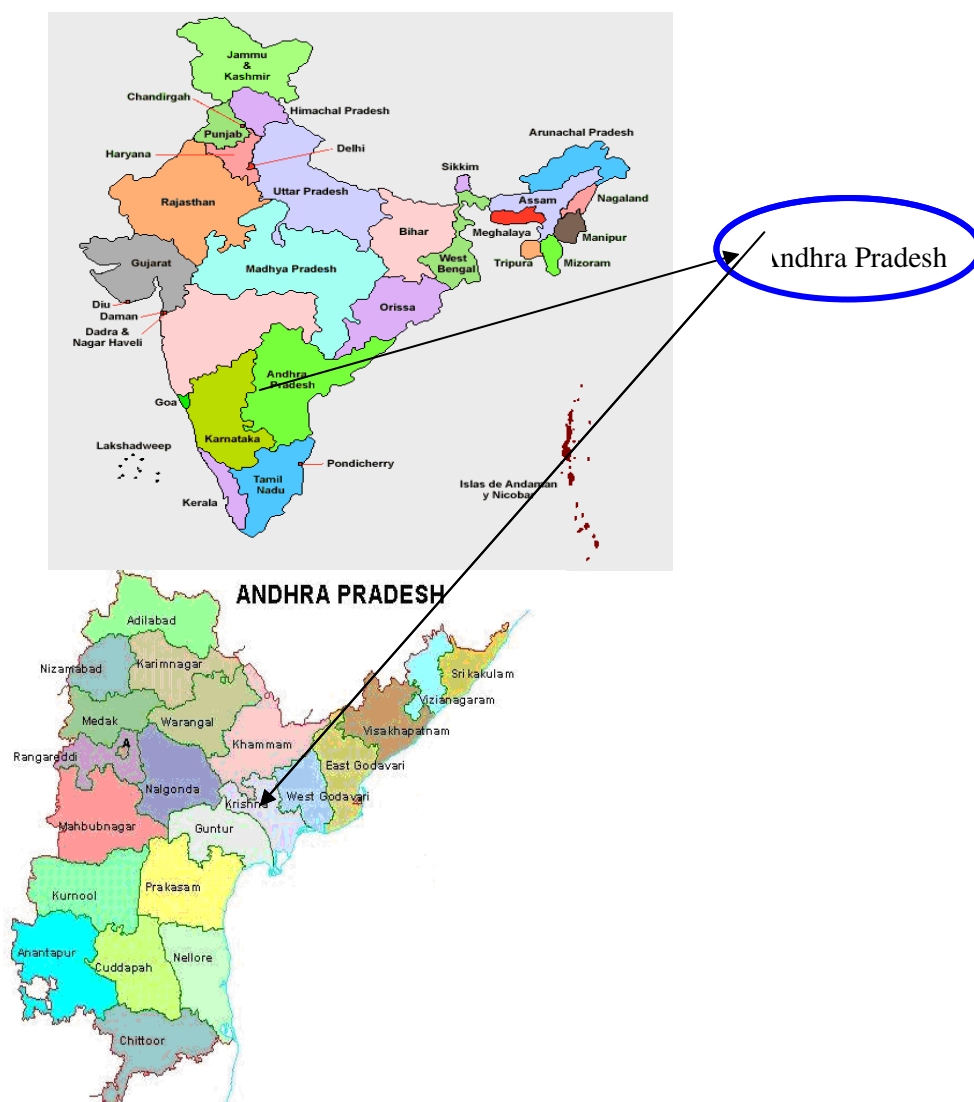 Jammu
&
Kashmir
Chandirgah
Himachal Pradesh
Punjab
Arunachal Pradesh
Haryana
Delhi
Sikkim
Uttar Pradesh
Assam
Nagaland
Rajasthan
Meghalaya
Bihar
Manipur
Gujarat
Madhya Pradesh
West
Bengal
Tripura
Mizoram
Andhra Pradesh
Diu
Daman
Orissa
Dadra &
Nagar Haveli
Andhra
Pradesh
Goa
Karnataka
Lakshadweep
Pondicherry
Tamil
Nadu
Kerala
Islas de Andaman
y Nicobar
ANDHRA PRADESH
Adilabad
Nizamabad
Karimnagar
Srikakulam
Vizianagaram
Medak
Warangal
Visakhapatnam
Khammam
A
Rangareddi
East Godavari
Nalgonda
Krishna
West Godavari
Mahbubnagar
Guntur
Prakasam
Kurnool
Anantapur
Cuddapah
Nellore
Chittoor